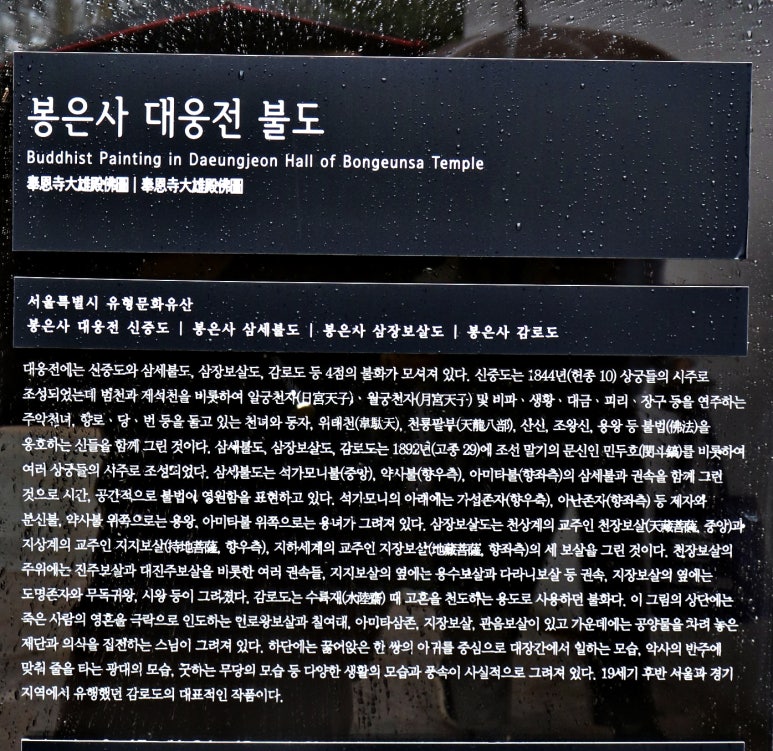 봉은사 대웅전 불도
Buddhist Painting in Daeungjeon Hall of Bongeunsa Temple
奉恩寺大雄殿佛圖 | 奉恩寺大雄殿佛圖
서울특별시 유형문화유산
봉은사 대웅전 신중도 | 봉은사 삼세불도 | 봉은사 삼장보살도 | 봉은사 감로도
대웅전에는 신중도와 삼세불도, 삼장보살도, 감로도 등 4점의 불화가 모셔져 있다. 신중도는 1844년(헌종 10) 상궁들의 시주로
조성되었는데 범천과 제석천을 비롯하여 일궁천자(日宮天子)·월궁천자(月宮天子) 및 비파·생황·대금·피리·장구 등을 연주하는
주악천녀, 향로·당·번 등을 들고 있는 천녀와 동자, 위태천(韋駄天), 천룡팔부(天龍八部), 산신, 조왕신, 용왕 등 불법(佛法)을
옹호하는 신들을 함께 그린 것이다. 삼세불도, 삼장보살도, 감로도는 1892년(고종 29)에 조선 말기의 문신인 민두호(閔斗鎬)를 비롯하여
여러 상궁들의 시주로 조성되었다. 삼세불도는 석가모니불(중앙), 약사불(향우측), 아미타불(향좌측)의 삼세불과 권속을 함께 그린
것으로 시간, 공간적으로 불법이 영원함을 표현하고 있다. 석가모니의 아래에는 가섭존자(향우측), 아난존자(향좌측) 등 제자와
분신불, 약사불 위쪽으로는 용왕, 아미타불 위쪽으로는 용녀가 그려져 있다. 삼장보살도는 천상계의 교주인 천장보살(天藏菩薩, 중앙)과
지상계의 교주인 지지보살(持地菩薩, 향우측), 지하세계의 교주인 지장보살(地藏菩薩, 향좌측)의 세 보살을 그린 것이다. 천장보살의
주위에는 진주보살과 대진주보살을 비롯한 여러 권속들, 지지보살의 옆에는 용수보살과 다라니보살 등 권속, 지장보살의 옆에는
도명존자와 무독귀왕, 시왕 등이 그려졌다. 감로도는 수륙재(水陸齋) 때 고혼을 천도하는 용도로 사용하던 불화다. 이 그림의 상단에는
죽은 사람의 영혼을 극락으로 인도하는 인로왕보살과 칠여래, 아미타삼존, 지장보살, 관음보살이 있고 가운데에는 공양물을 차려 놓은
제단과 의식을 집전하는 스님이 그려져 있다. 하단에는 꿇어앉은 한 쌍의 아귀를 중심으로 대장간에서 일하는 모습, 악사의 반주에
맞춰 줄을 타는 광대의 모습, 굿하는 무당의 모습 등 다양한 생활의 모습과 풍속이 사실적으로 그려져 있다. 19세기 후반 서울과 경기
지역에서 유행했던 감로도의 대표적인 작품이다.